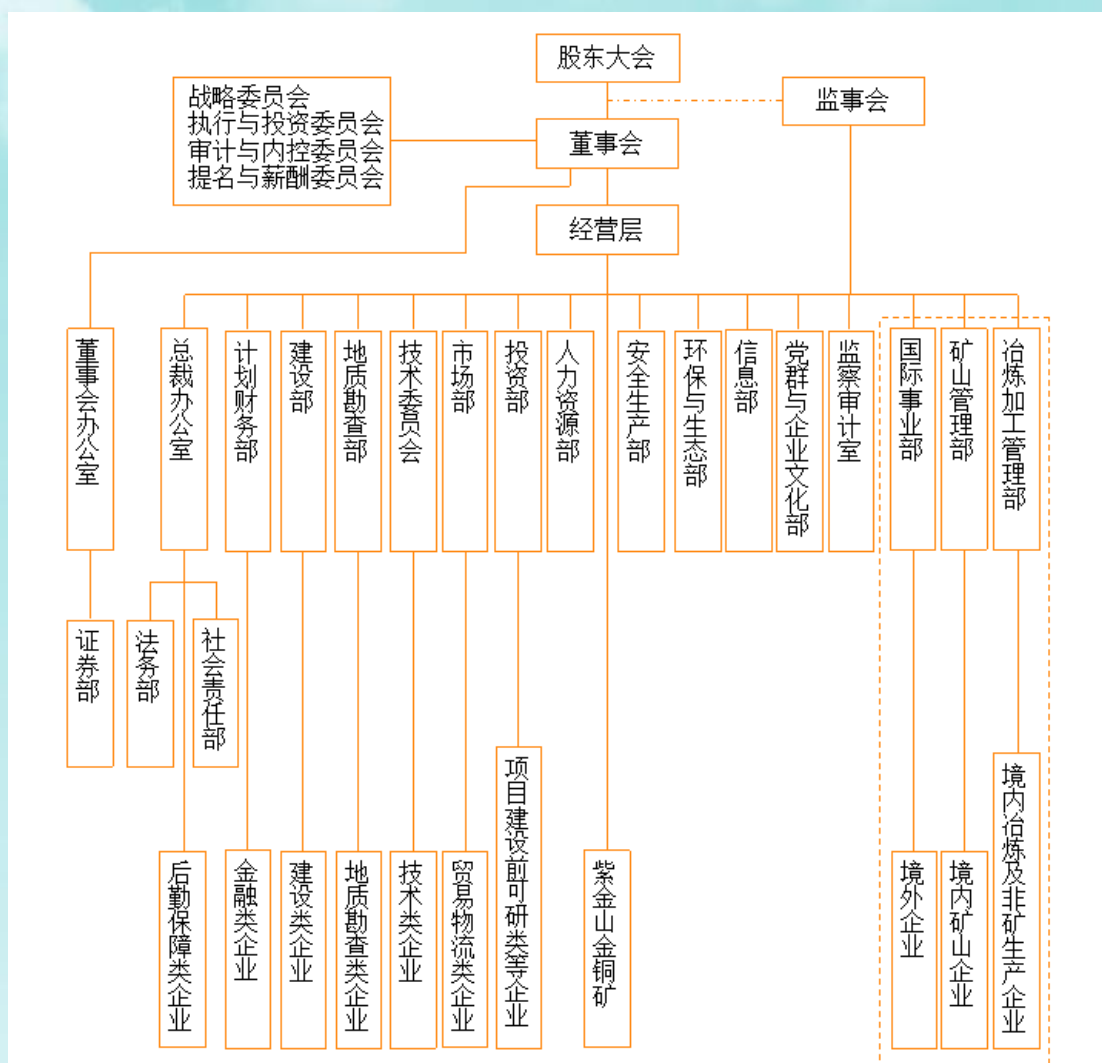 股东大会
监事会
战略委员会
执行与投资委员会
审计与内控委员会
提名与薪酬委员会
董事会
经营层
董事会办公室
总裁办公室
计划财务部
建设部
地质勘查部
技术委员会
市场部
投资部
人力资源部
安全生产部
环保与生态部
信息部
党群与企业文化部
监察审计室
国际事业部
矿山管理部
冶炼加工管理部
证券部
法务部
社会责任部
后勤保障类企业
金融类企业
建设类企业
地质勘查类企业
技术类企业
贸易物流类企业
项目建设前可研类等企业
紫金山金铜矿
境外企业
境内矿山企业
境内冶炼及非矿生产企业